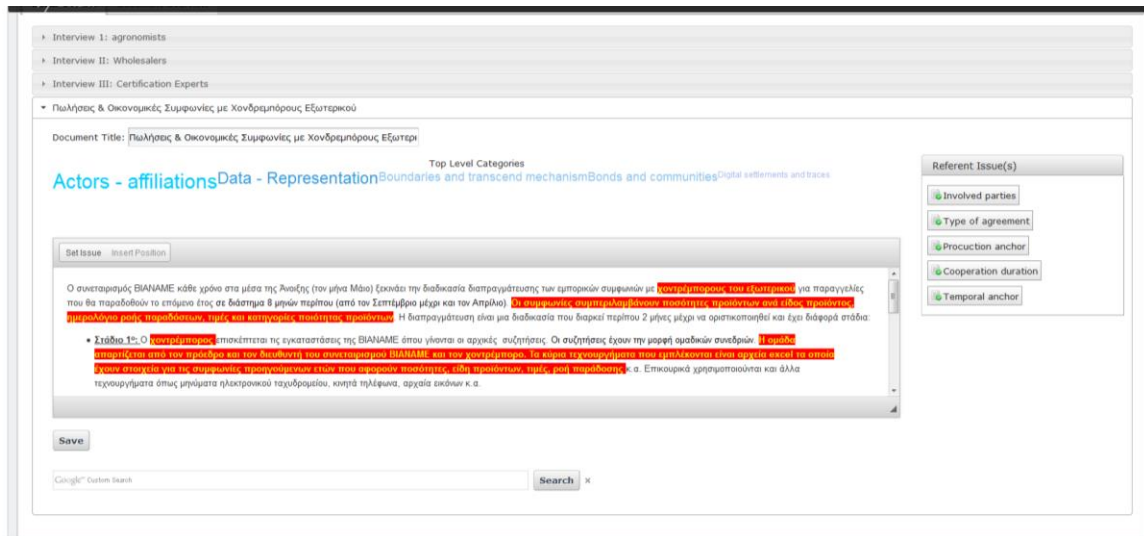 Interview 1: agronomists
Interview II: Wholesalers
Interview III: Certification Experts
Πωλήσεις & Οικονομικές Συμφωνίες με Χονδρεμπόρους Εξωτερικού
Document Title: Πωλήσεις & Οικονομικές Συμφωνίες με Χονδρεμπόρους Εξωτερι
Top Level Categories
Actors - affiliations Data - Representation Boundaries and transcend mechanism Bonds and communities Digital settlements and traces
Referent Issue(s)
Involved parties
Type of agreement
Procuction anchor
Cooperation duration
Temporal anchor
Set Issue Insert Position
Ο συνεταιρισμός BIANAME κάθε χρόνο στα μέσα της Άνοιξης (τον μήνα Μάιο) ξεκινάει την διαδικασία διαπραγμάτευσης των εμπορικών συμφωνιών με χοντρέμπορους του εξωτερικού για παραγγελίες
που θα παραδοθούν το επόμενο έτος σε διάστημα 8 μηνών περίπου (από τον Σεπτέμβριο μέχρι και τον Απρίλιο). Οι συμφωνίες συμπεριλαμβάνουν ποσότητες προϊόντων ανά είδος προϊόντος,
ημερολόγιο ροής παραδόσεων, τιμές και κατηγορίες ποιότητας προϊόντων. Η διαπραγμάτευση είναι μια διαδικασία που διαρκεί περίπου 2 μήνες μέχρι να οριστικοποιηθεί και έχει διάφορά στάδια:
• Στάδιο 1º: Ο χοντρέμπορος επισκέπτεται τις εγκαταστάσεις της BIANAME όπου γίνονται οι αρχικές συζητήσεις. Οι συζητήσεις έχουν την μορφή ομαδικών συνεδριών. Η ομάδα
απαρτίζεται από τον πρόεδρο και τον διευθυντή του συνεταιρισμού BIANAME και τον χοντρέμπορο. Τα κύρια τεχνουργήματα που εμπλέκονται είναι αρχεία excel τα οποία
έχουν στοιχεία για τις συμφωνίες προηγούμενων ετών που αφορούν ποσότητες, είδη προϊόντων, τιμές, ροή παράδοσης κ.α. Επικουρικά χρησιμοποιούνται και άλλα
τεχνουργήματα όπως μηνύματα ηλεκτρονικού ταχυδρομείου, κινητά τηλέφωνα, αρχαία εικόνων κ.α.
Save
Google™ Custom Search
Search ×